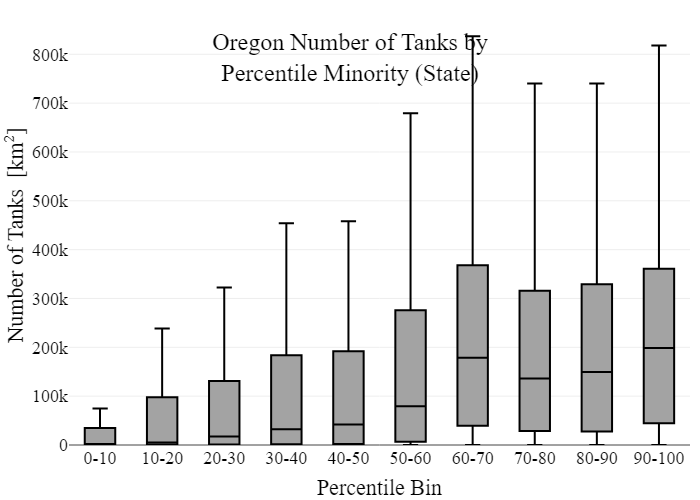 Oregon Number of Tanks by
Percentile Minority (State)
Number of Tanks [km²]
800k
700k
600k
500k
400k
300k
200k
100k
0
0-10 10-20 20-30 30-40 40-50 50-60 60-70 70-80 80-90 90-100
Percentile Bin